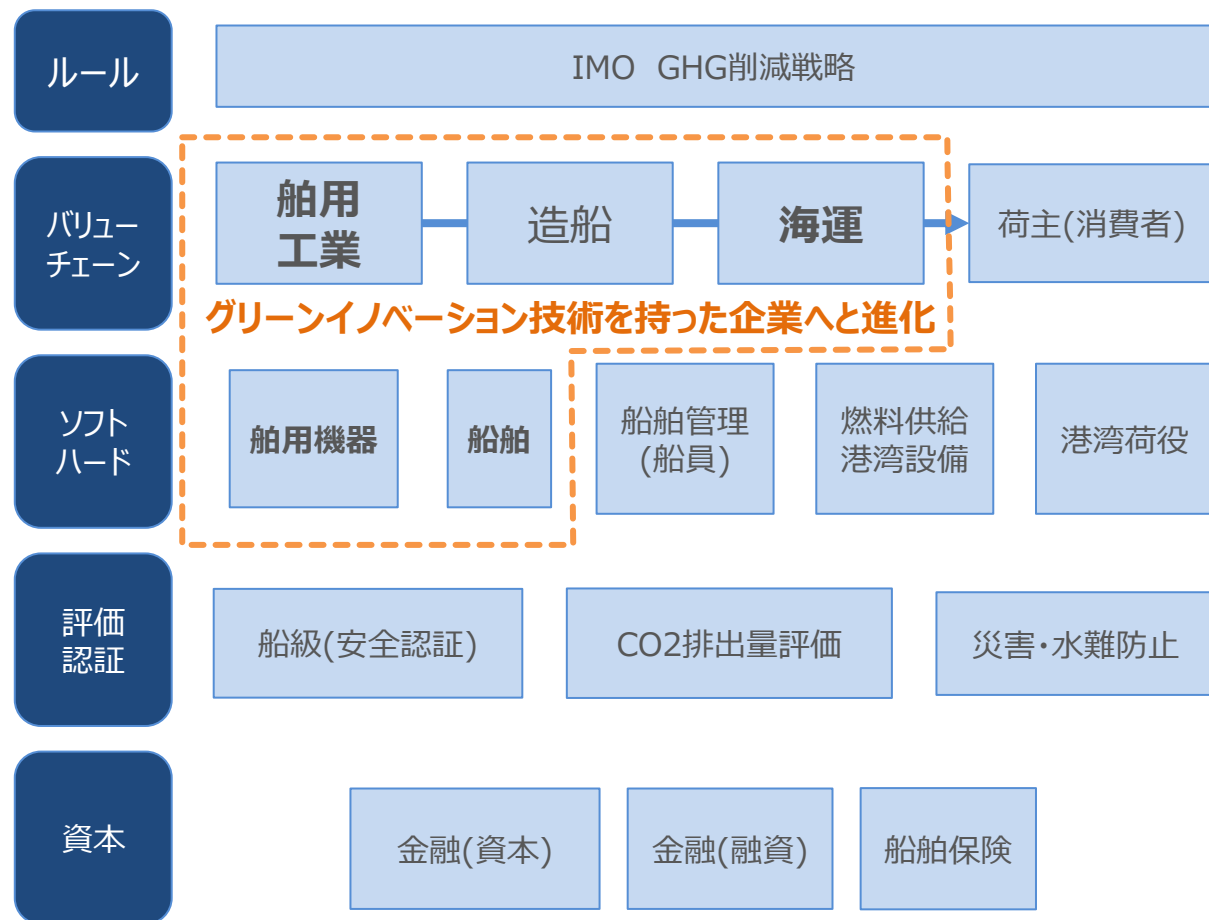 ルール
IMO GHG削減戦略
バリュー
チェーン
舶用
工業
造船
海運
荷主(消費者)
グリーンイノベーション技術を持った企業へと進化
ソフト
ハード
舶用機器
船舶
船舶管理
(船員)
燃料供給
港湾設備
港湾荷役
評価
認証
船級(安全認証)
CO2排出量評価
災害・水難防止
資本
金融(資本)
金融(融資)
船舶保険